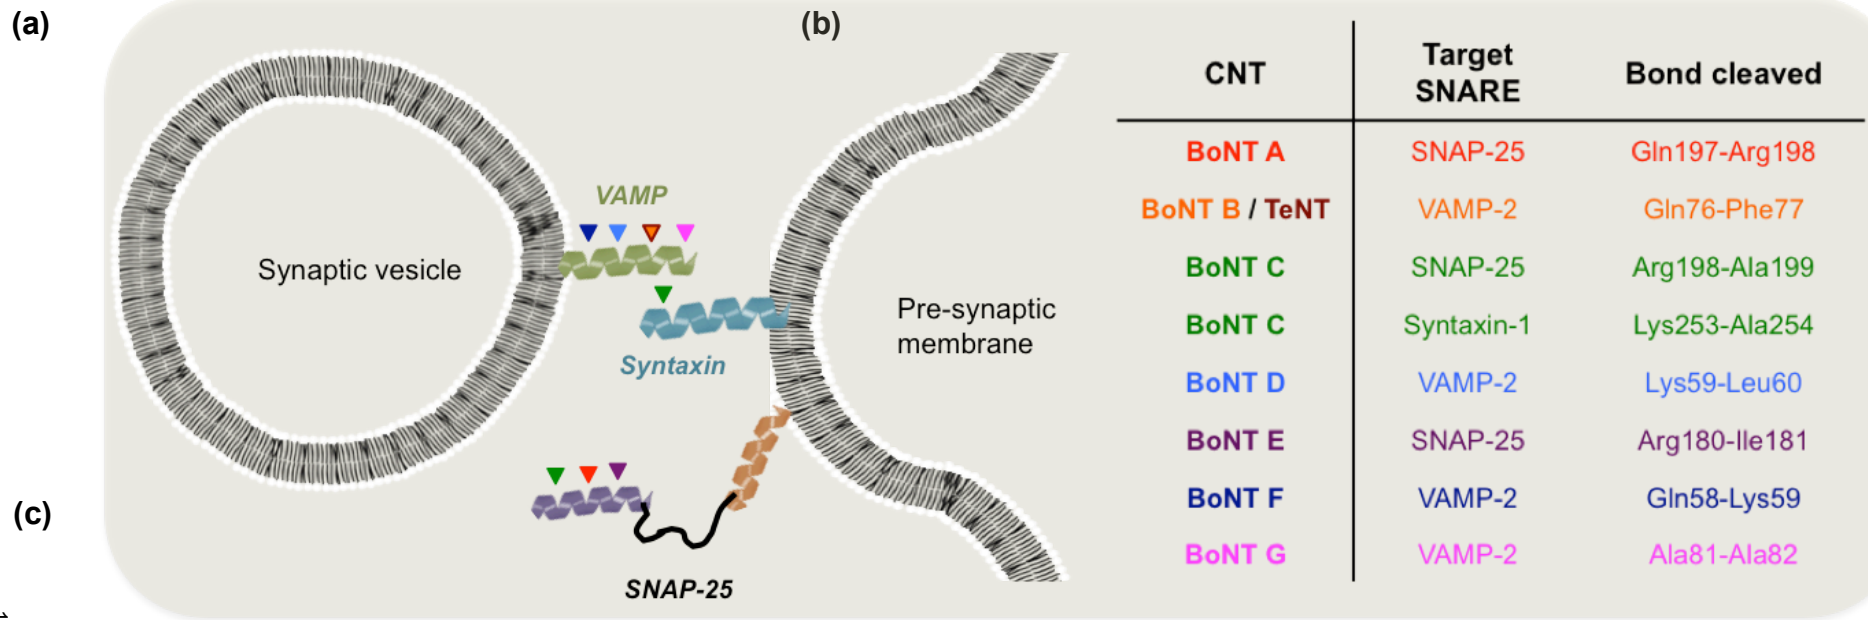 (a)
(b)
VAMP
Synaptic vesicle
Syntaxin
Pre-synaptic
membrane
(c)
SNAP-25
CNT Target SNARE Bond cleaved
BoNT A SNAP-25 Gln197-Arg198
BoNT B / TeNT VAMP-2 Gln76-Phe77
BoNT C SNAP-25 Arg198-Ala199
BoNT C Syntaxin-1 Lys253-Ala254
BoNT D VAMP-2 Lys59-Leu60
BoNT E SNAP-25 Arg180-Ile181
BoNT F VAMP-2 Gln58-Lys59
BoNT G VAMP-2 Ala81-Ala82